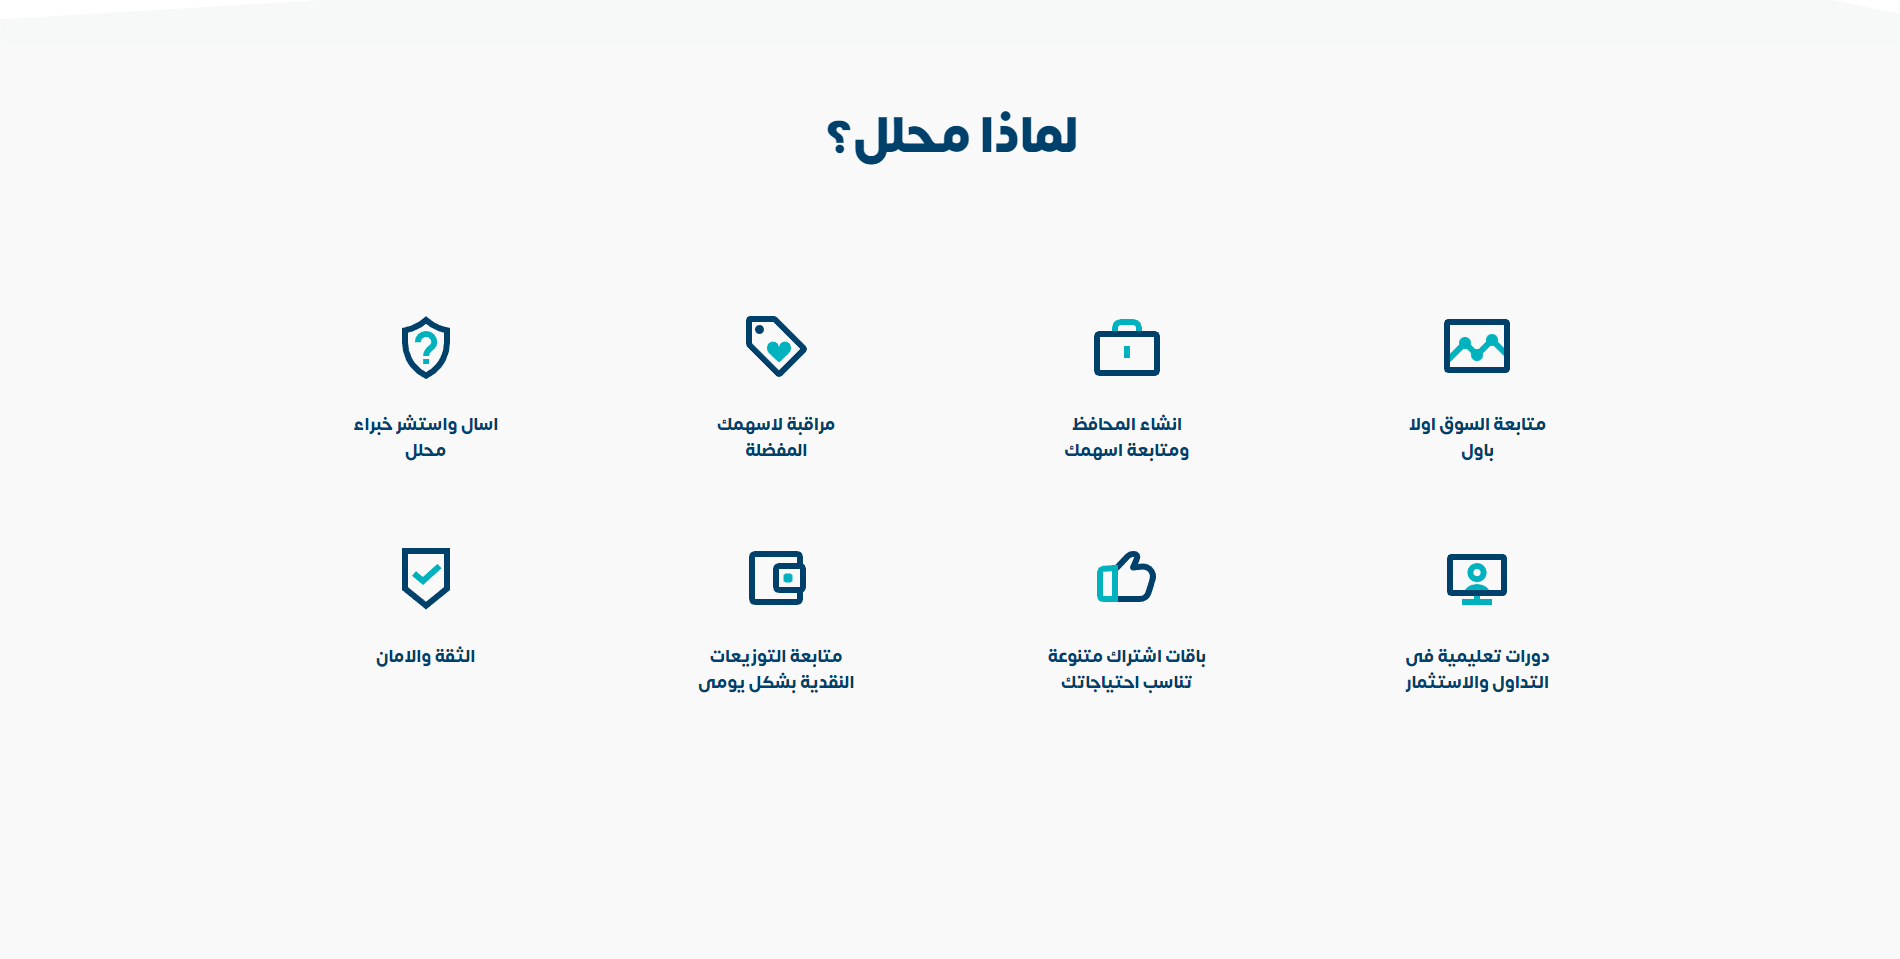 لماذا محلل؟
متابعة السوق اولا
باول
انشاء المحافظ
ومتابعة اسهمك
مراقبة لاسهمك
المفضلة
اسال واستشر خبراء
محلل
دورات تعليمية فى
التداول والاستثمار
باقات اشتراك متنوعة
تناسب احتياجاتك
متابعة التوزيعات
النقدية بشكل يومى
الثقة والامان